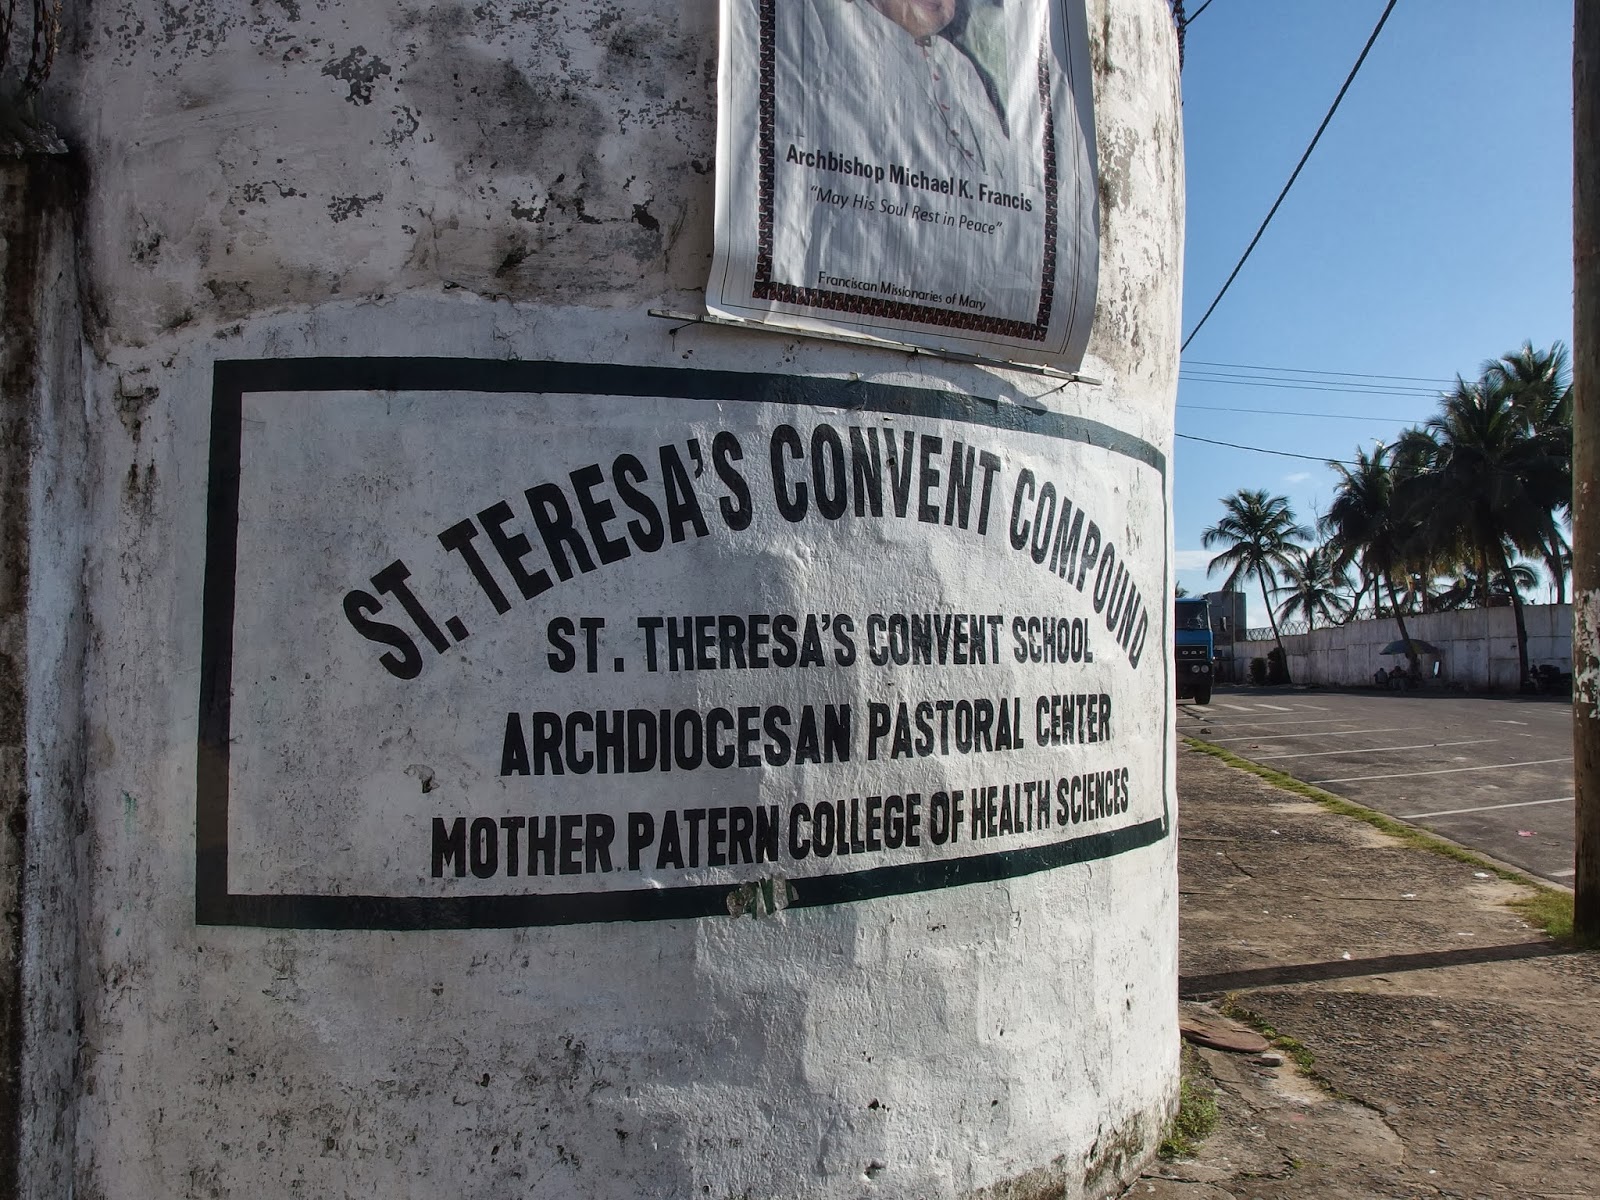 Archbishop Michael K. Francis
"May His Soul Rest in Peace"
Franciscan Missionaries of Mary
ST. TERESA'S CONVENT COMPOUND
ST. THERESA'S CONVENT SCHOOL
ARCHDIOCESAN PASTORAL CENTER
MOTHER PATERN COLLEGE OF HEALTH SCIENCES
DAF